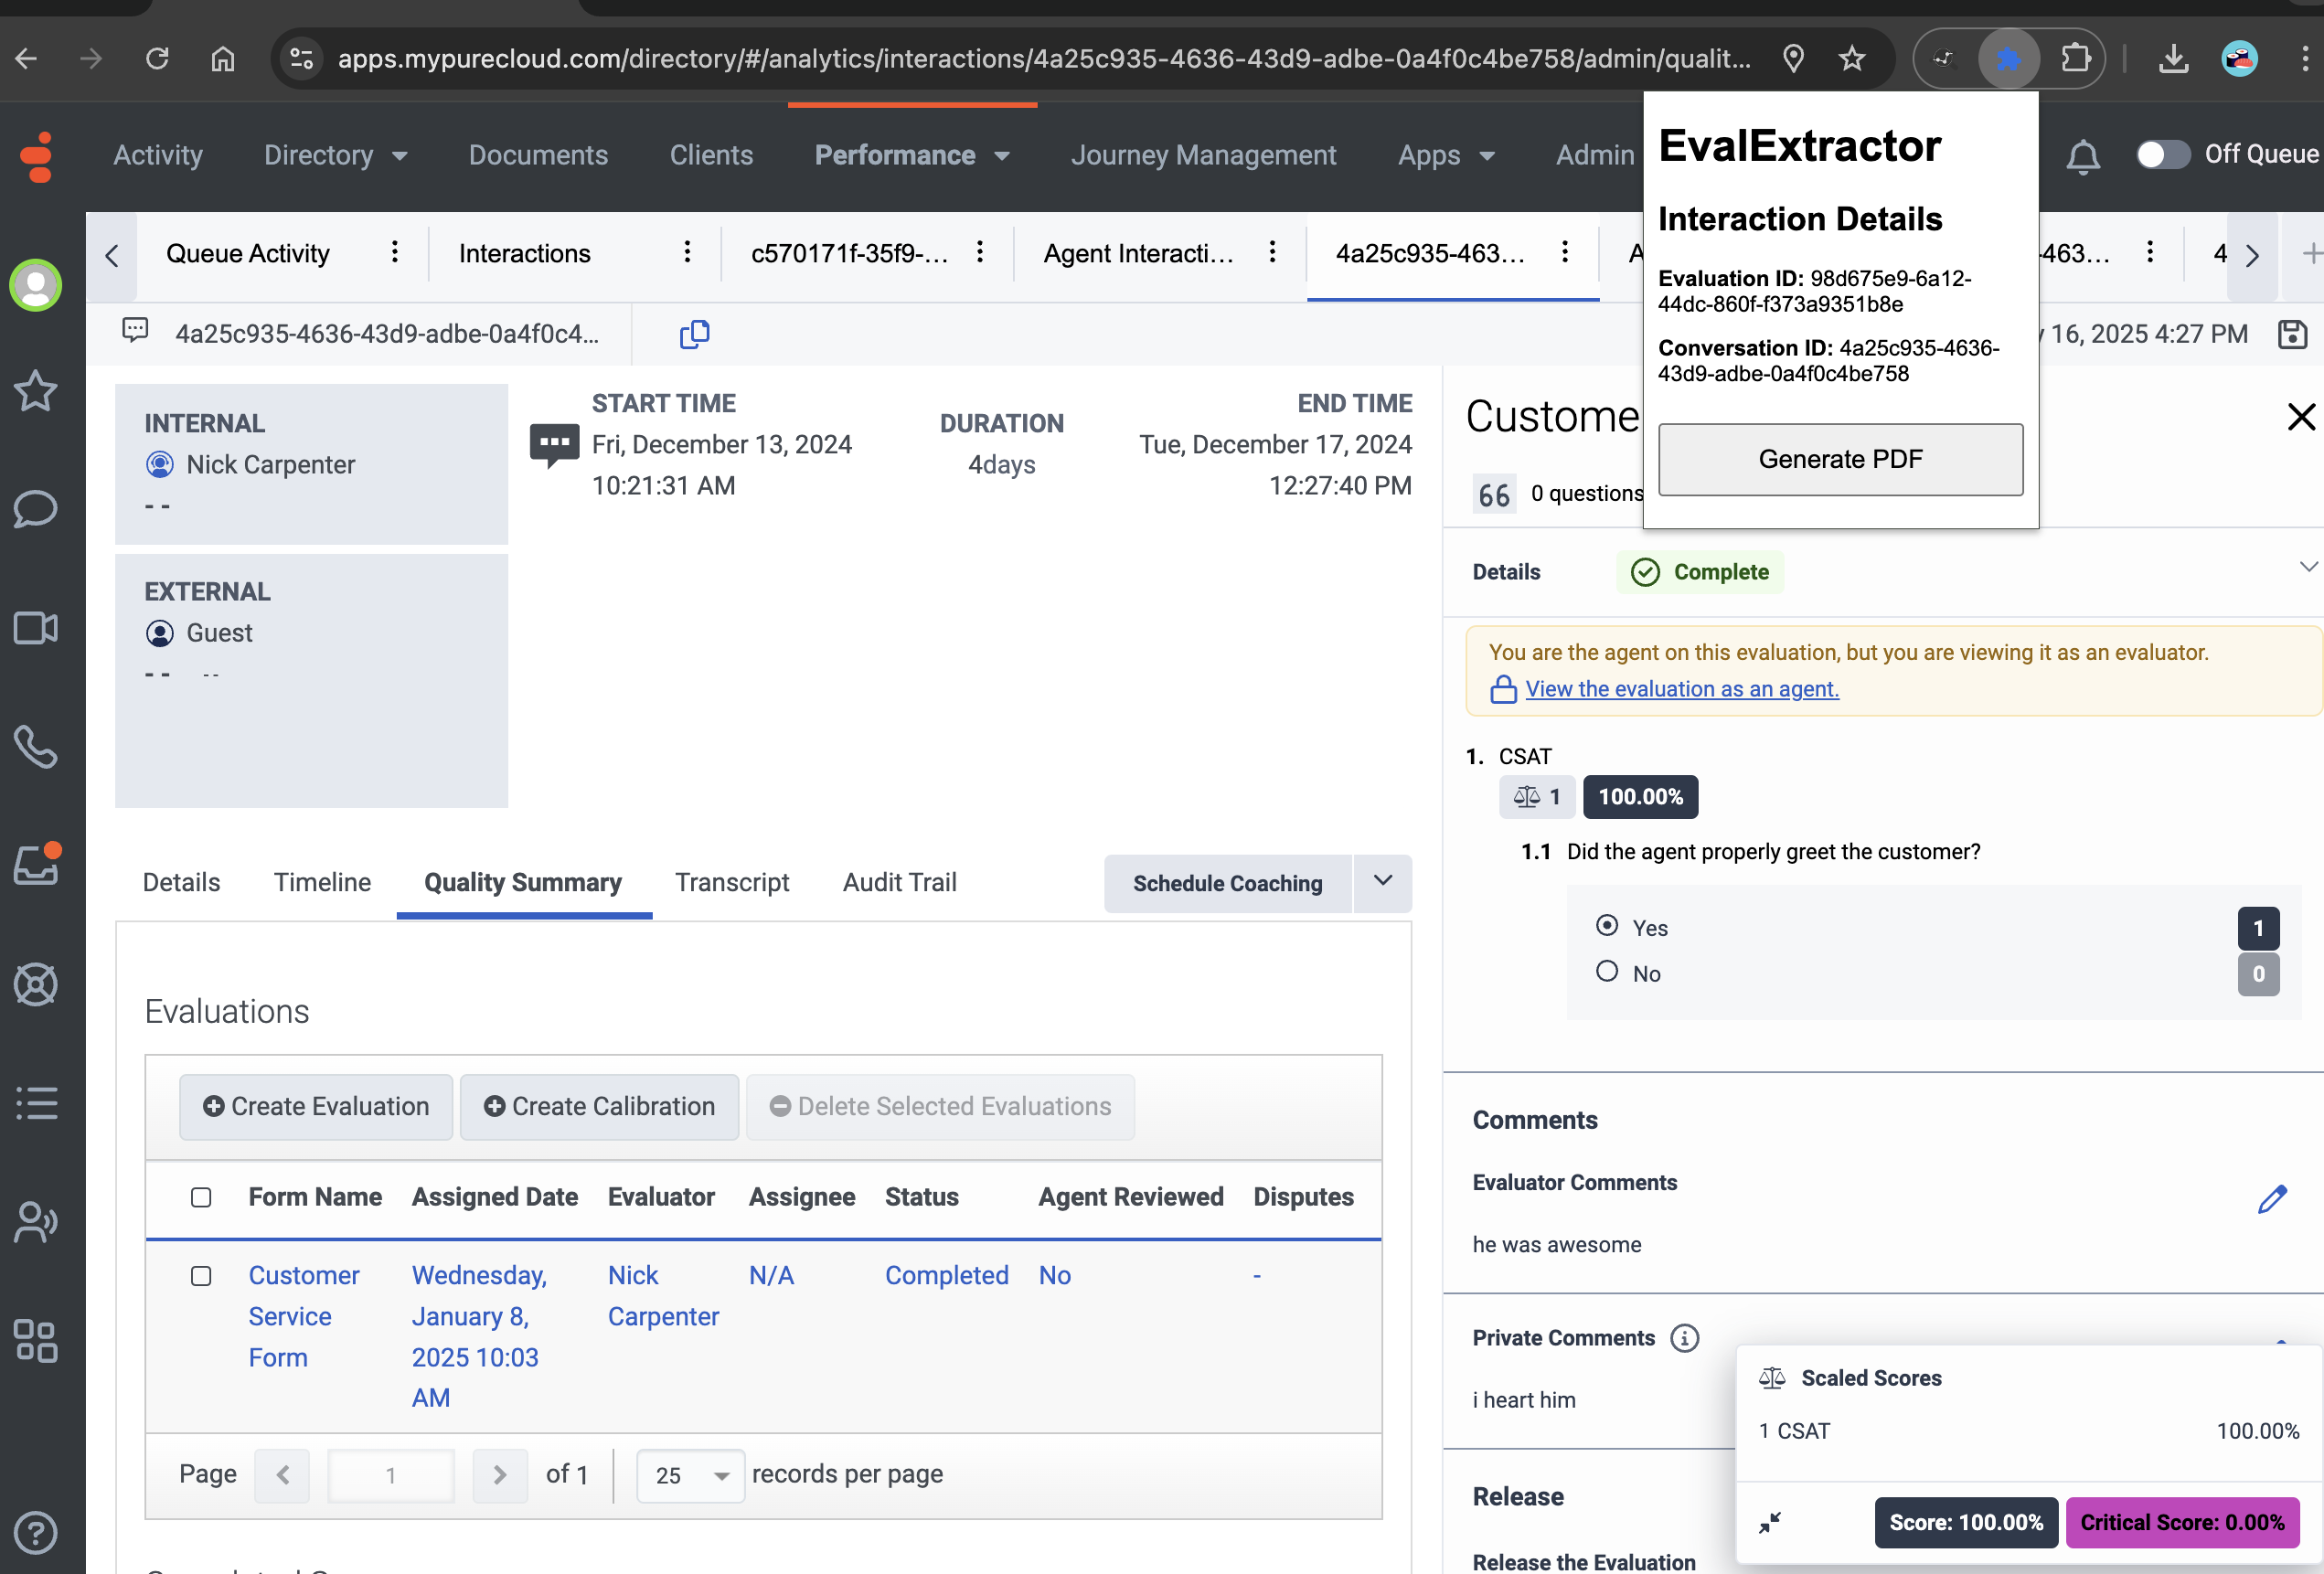 apps.mypurecloud.com/directory/#/analytics/interactions/4a25c935-4636-43d9-adbe-0a4f0c4be758/admin/qualit...
Activity
Directory
Documents
Clients
Performance
Journey Management
Apps
Admin
Off Queue
EvalExtractor
Interaction Details
Evaluation ID: 98d675e9-6a12-
44dc-860f-f373a9351b8e
Conversation ID: 4a25c935-4636-
43d9-adbe-0a4f0c4be758
Generate PDF
Queue Activity
Interactions
c570171f-35f9-...
Agent Interacti...
4a25c935-463...
A
-463...
4
4a25c935-4636-43d9-adbe-0a4f0c4...
16, 2025 4:27 PM
INTERNAL
Nick Carpenter
- -
EXTERNAL
Guest
- - --
START TIME
Fri, December 13, 2024
10:21:31 AM
DURATION
4days
END TIME
Tue, December 17, 2024
12:27:40 PM
Details
Timeline
Quality Summary
Transcript
Audit Trail
Schedule Coaching
Evaluations
Create Evaluation
Create Calibration
Delete Selected Evaluations
Form Name Assigned Date Evaluator Assignee Status Agent Reviewed Disputes
Customer
Service
Form
Wednesday,
January 8,
2025 10:03
AM
Nick
Carpenter
N/A
Completed
No
-
Page 1 of 1 25 records per page
Custome
66 0 questions
Details
Complete
You are the agent on this evaluation, but you are viewing it as an evaluator.
View the evaluation as an agent.
1. CSAT
1 100.00%
1.1 Did the agent properly greet the customer?
Yes 1
No 0
Comments
Evaluator Comments
he was awesome
Private Comments
i heart him
Release
Release the Evaluation
Scaled Scores
1 CSAT 100.00%
Score: 100.00% Critical Score: 0.00%